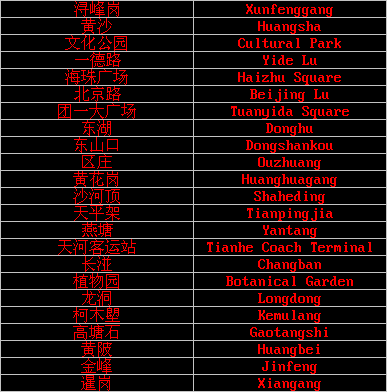 浔峰岗 Xunfenggang
黄沙 Huangsha
文化公园 Cultural Park
一德路 Yide Lu
海珠广场 Haizhu Square
北京路 Beijing Lu
团一大广场 Tuanyida Square
东湖 Donghu
东山口 Dongshankou
区庄 Ouzhuang
黄花岗 Huanghuagang
沙河顶 Shaheding
天平架 Tianpingjia
燕塘 Yantang
天河客运站 Tianhe Coach Terminal
长湴 Changban
植物园 Botanical Garden
龙洞 Longdong
柯木塱 Kemulang
高塘石 Gaotangshi
黄陂 Huangbei
金峰 Jinfeng
暹岗 Xiangang